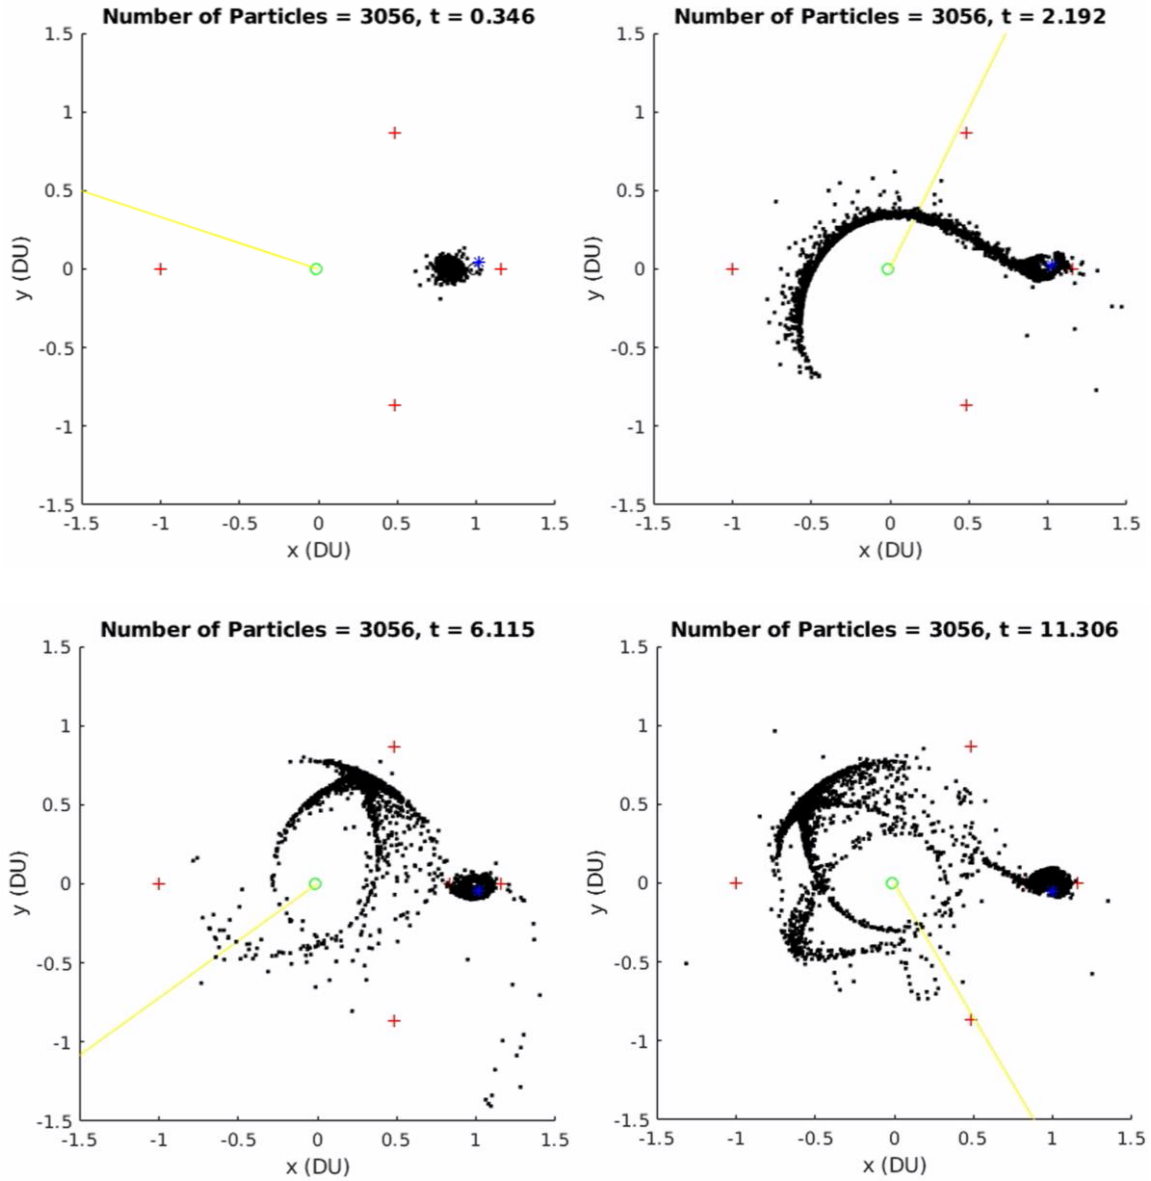 Number of Particles = 3056, t = 0.346
1.5
1
0.5
0
-0.5
-1
-1.5
y (DU)
-1.5 -1 -0.5 0 0.5 1 1.5
x (DU)
Number of Particles = 3056, t = 2.192
1.5
1
0.5
0
-0.5
-1
-1.5
y (DU)
-1.5 -1 -0.5 0 0.5 1 1.5
x (DU)
Number of Particles = 3056, t = 6.115
1.5
1
0.5
0
-0.5
-1
-1.5
y (DU)
-1.5 -1 -0.5 0 0.5 1 1.5
x (DU)
Number of Particles = 3056, t = 11.306
1.5
1
0.5
0
-0.5
-1
-1.5
y (DU)
-1.5 -1 -0.5 0 0.5 1 1.5
x (DU)